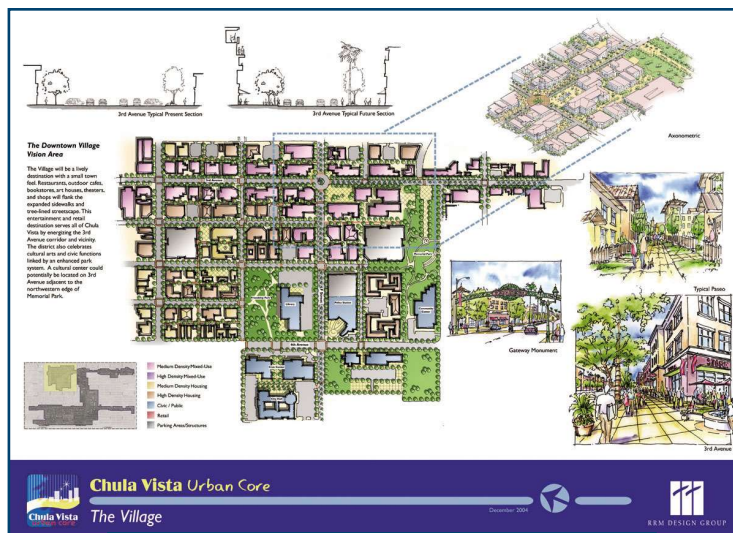 3rd Avenue Typical Present Section
3rd Avenue Typical Future Section
Axonometric
The Downtown Village
Vision Area
The Village will be a lively
destination with a small town
feel. Restaurants, outdoor cafes,
bookstores, art houses, theaters,
and shops will flank the
expanded sidewalks and
tree-lined streetscape. This
entertainment and retail
destination serves all of Chula
Vista by energizing the 3rd
Avenue corridor and vicinity.
The district also celebrates
cultural arts and civic functions
linked by an enhanced park
system. A cultural center could
potentially be located on 3rd
Avenue adjacent to the
northwestern edge of
Memorial Park.
Typical Paseo
Gateway Monument
Library
Police Station
3rd Avenue
Medium Density Mixed-Use
High Density Mixed-Use
Medium Density Housing
High Density Housing
Civic / Public
Retail
Parking Areas/Structures
Chula Vista Urban Core
The Village
December 2004
Chula Vista
urban core
RRM DESIGN GROUP